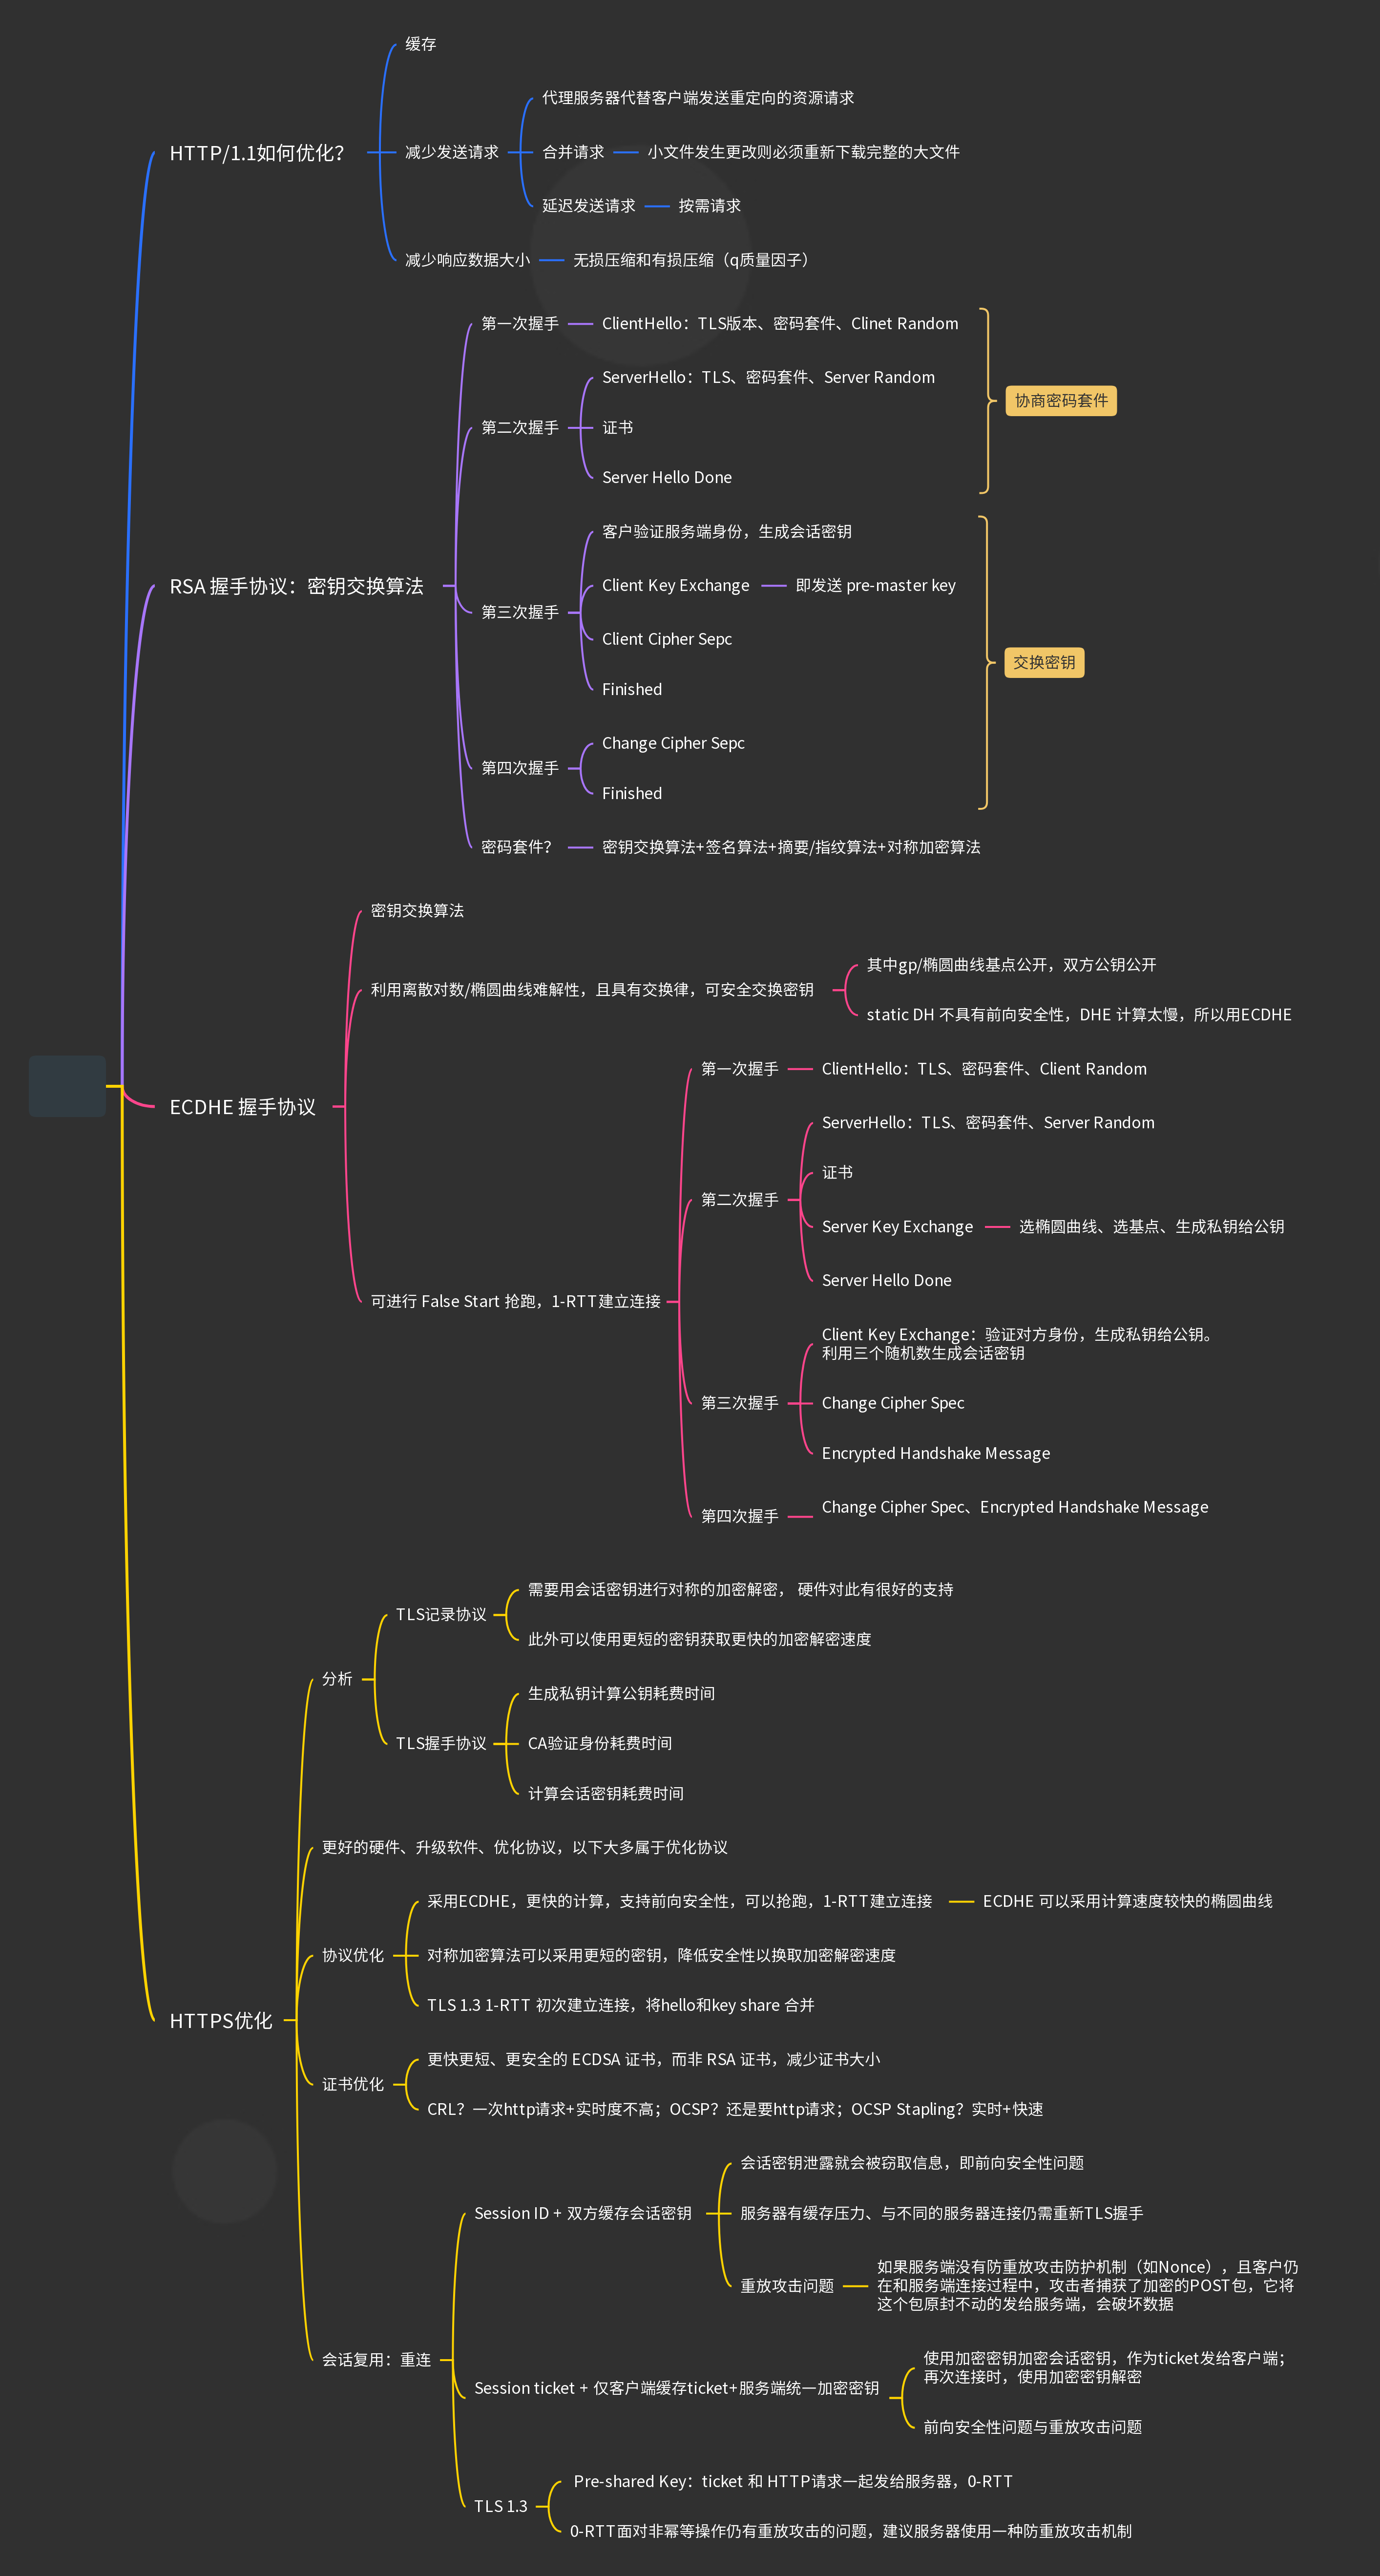 缓存
代理服务器代替客户端发送重定向的资源请求
HTTP/1.1如何优化？
减少发送请求
合并请求
小文件发生更改则必须重新下载完整的大文件
延迟发送请求
按需请求
减少响应数据大小
无损压缩和有损压缩（q质量因子）
第一次握手
ClientHello：TLS版本、密码套件、Clinet Random
ServerHello：TLS、密码套件、Server Random
协商密码套件
第二次握手
证书
Server Hello Done
客户验证服务端身份，生成会话密钥
RSA 握手协议：密钥交换算法
Client Key Exchange
即发送 pre-master key
第三次握手
Client Cipher Sepc
交换密钥
Finished
Change Cipher Sepc
第四次握手
Finished
密码套件？
密钥交换算法+签名算法+摘要/指纹算法+对称加密算法
密钥交换算法
其中gp/椭圆曲线基点公开，双方公钥公开
利用离散对数/椭圆曲线难解性，且具有交换律，可安全交换密钥
static DH 不具有前向安全性，DHE 计算太慢，所以用ECDHE
第一次握手
ClientHello：TLS、密码套件、Client Random
ECDHE 握手协议
ServerHello：TLS、密码套件、Server Random
证书
第二次握手
Server Key Exchange
选椭圆曲线、选基点、生成私钥给公钥
Server Hello Done
可进行 False Start 抢跑，1-RTT建立连接
Client Key Exchange：验证对方身份，生成私钥给公钥。
利用三个随机数生成会话密钥
第三次握手
Change Cipher Spec
Encrypted Handshake Message
第四次握手
Change Cipher Spec、Encrypted Handshake Message
需要用会话密钥进行对称的加密解密， 硬件对此有很好的支持
TLS记录协议
此外可以使用更短的密钥获取更快的加密解密速度
分析
生成私钥计算公钥耗费时间
TLS握手协议
CA验证身份耗费时间
计算会话密钥耗费时间
更好的硬件、升级软件、优化协议，以下大多属于优化协议
采用ECDHE，更快的计算，支持前向安全性，可以抢跑，1-RTT建立连接
ECDHE 可以采用计算速度较快的椭圆曲线
协议优化
对称加密算法可以采用更短的密钥，降低安全性以换取加密解密速度
TLS 1.3 1-RTT 初次建立连接，将hello和key share 合并
HTTPS优化
更快更短、更安全的 ECDSA 证书，而非 RSA 证书，减少证书大小
证书优化
CRL？一次http请求+实时度不高；OCSP？还是要http请求；OCSP Stapling？实时+快速
会话密钥泄露就会被窃取信息，即前向安全性问题
Session ID + 双方缓存会话密钥
服务器有缓存压力、与不同的服务器连接仍需重新TLS握手
重放攻击问题
如果服务端没有防重放攻击防护机制（如Nonce），且客户仍
在和服务端连接过程中，攻击者捕获了加密的POST包，它将
这个包原封不动的发给服务端，会破坏数据
会话复用：重连
使用加密密钥加密会话密钥，作为ticket发给客户端；
再次连接时，使用加密密钥解密
Session ticket + 仅客户端缓存ticket+服务端统一加密密钥
前向安全性问题与重放攻击问题
Pre-shared Key：ticket 和 HTTP请求一起发给服务器，0-RTT
TLS 1.3
0-RTT面对非幂等操作仍有重放攻击的问题，建议服务器使用一种防重放攻击机制